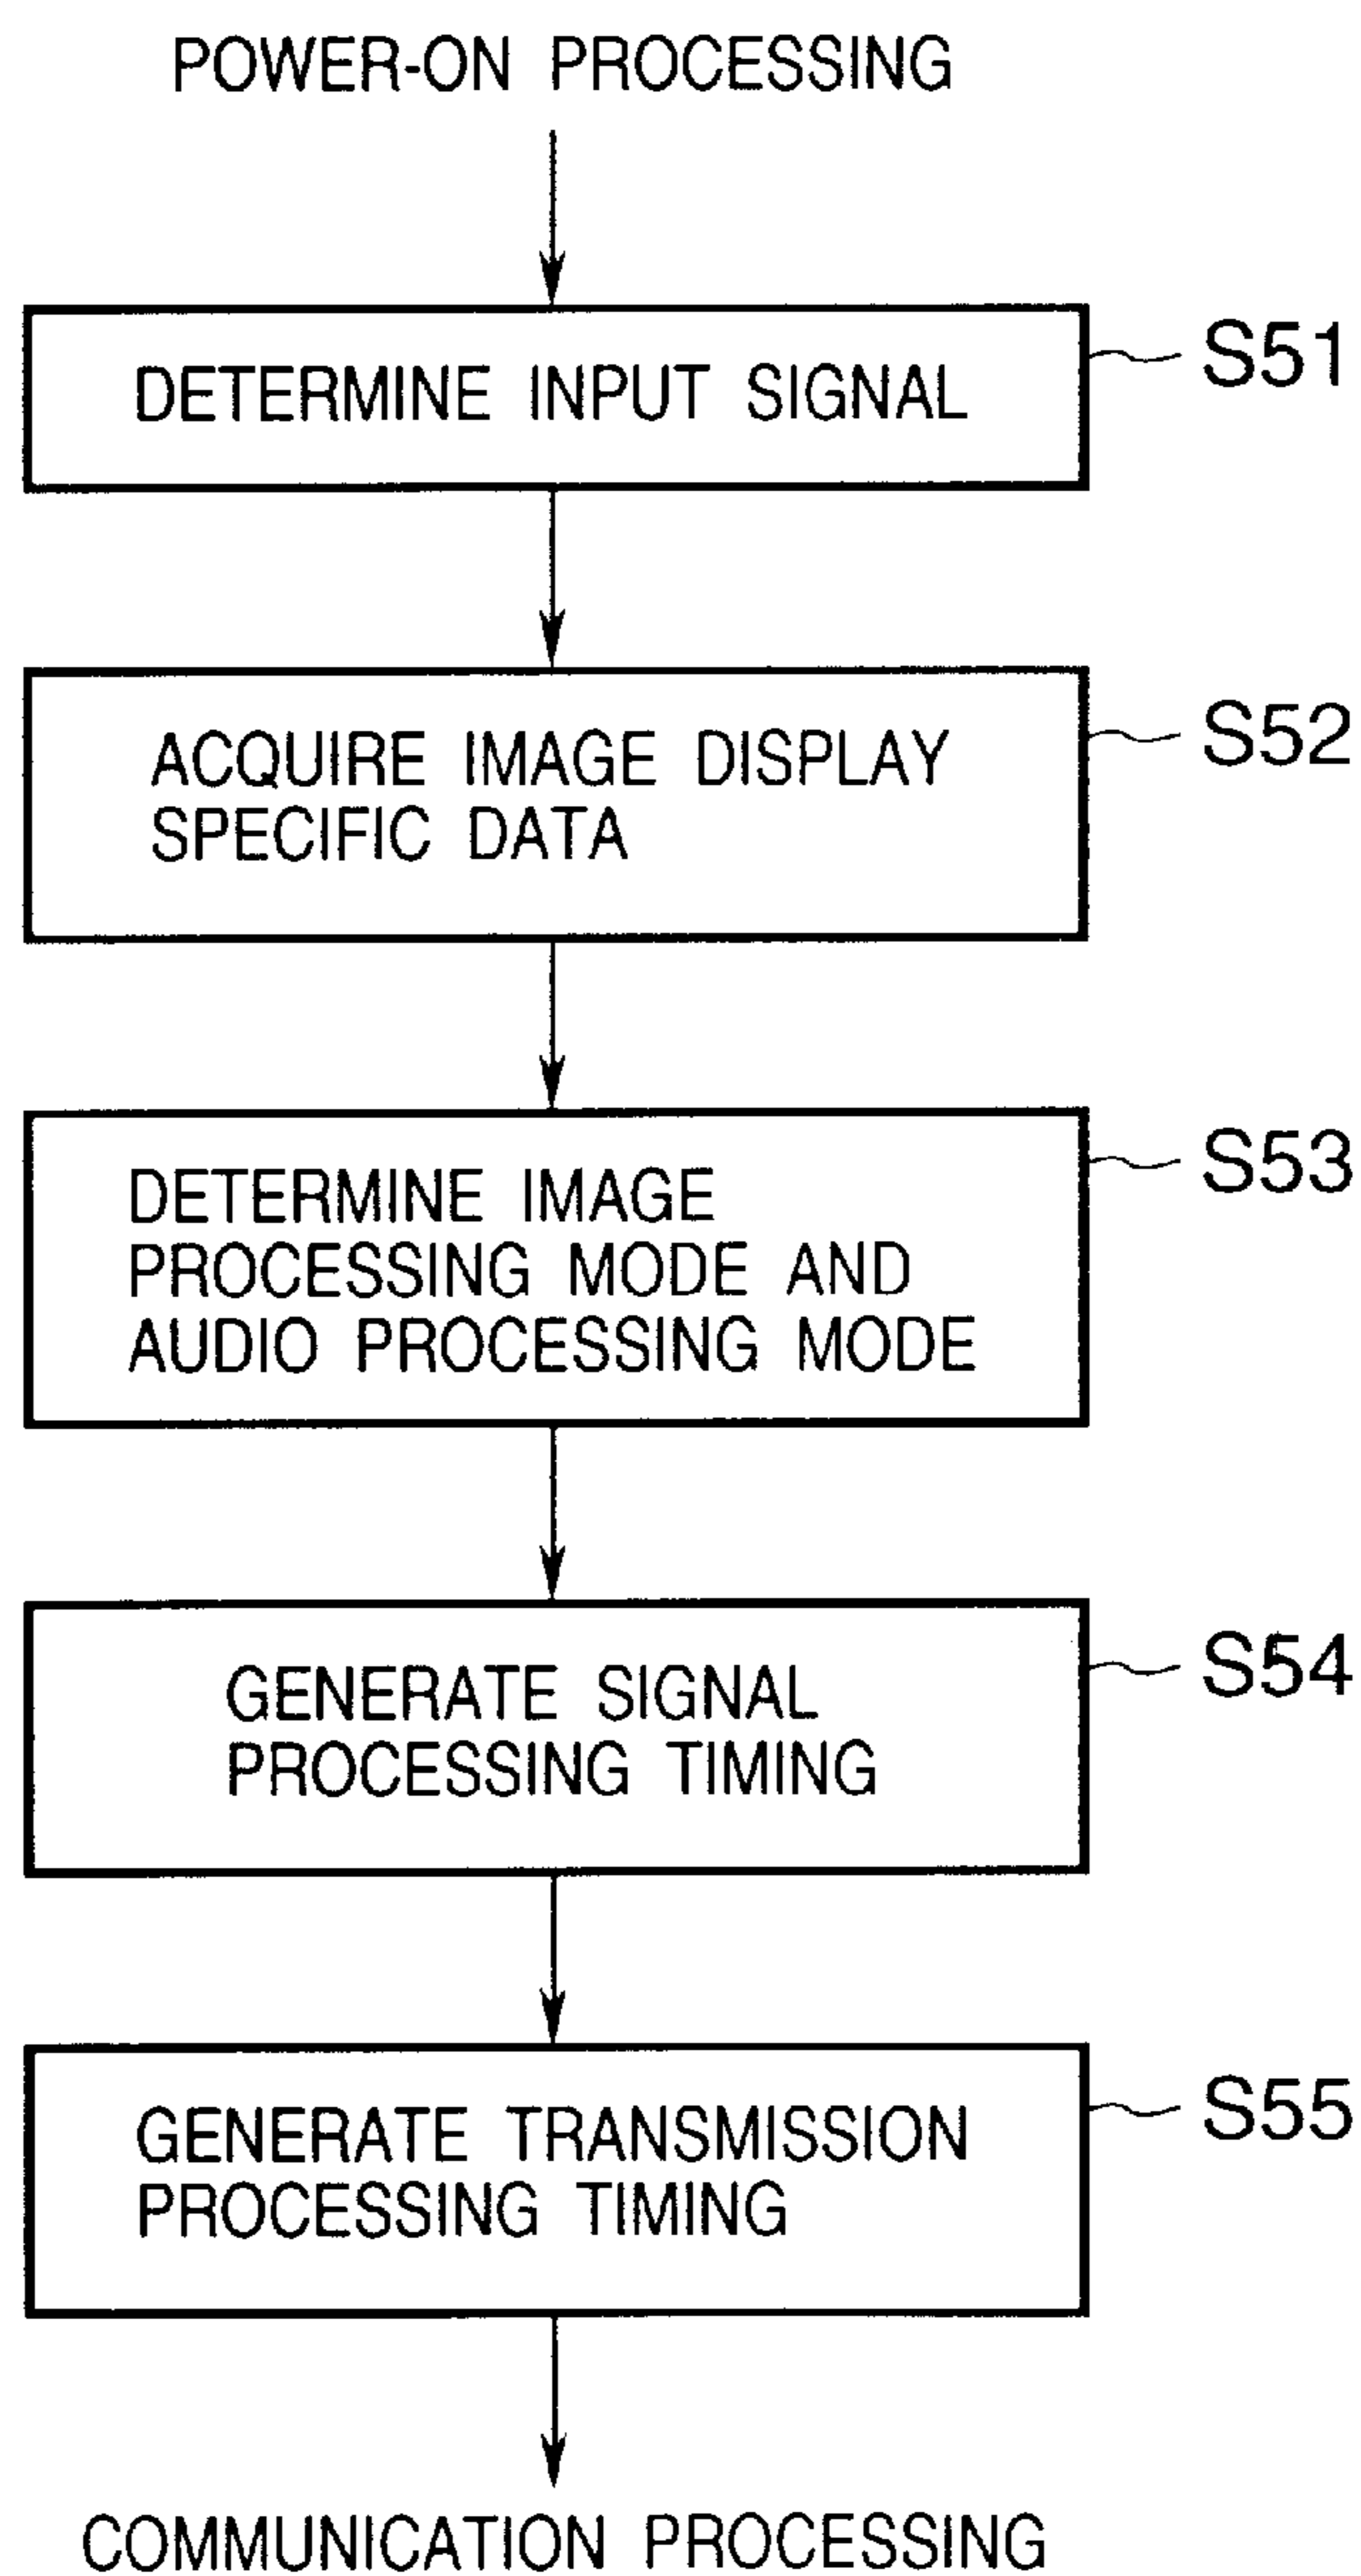 POWER-ON PROCESSING
DETERMINE INPUT SIGNAL
S51
ACQUIRE IMAGE DISPLAY
SPECIFIC DATA
S52
DETERMINE IMAGE
PROCESSING MODE AND
AUDIO PROCESSING MODE
S53
GENERATE SIGNAL
PROCESSING TIMING
S54
GENERATE TRANSMISSION
PROCESSING TIMING
S55
COMMUNICATION PROCESSING